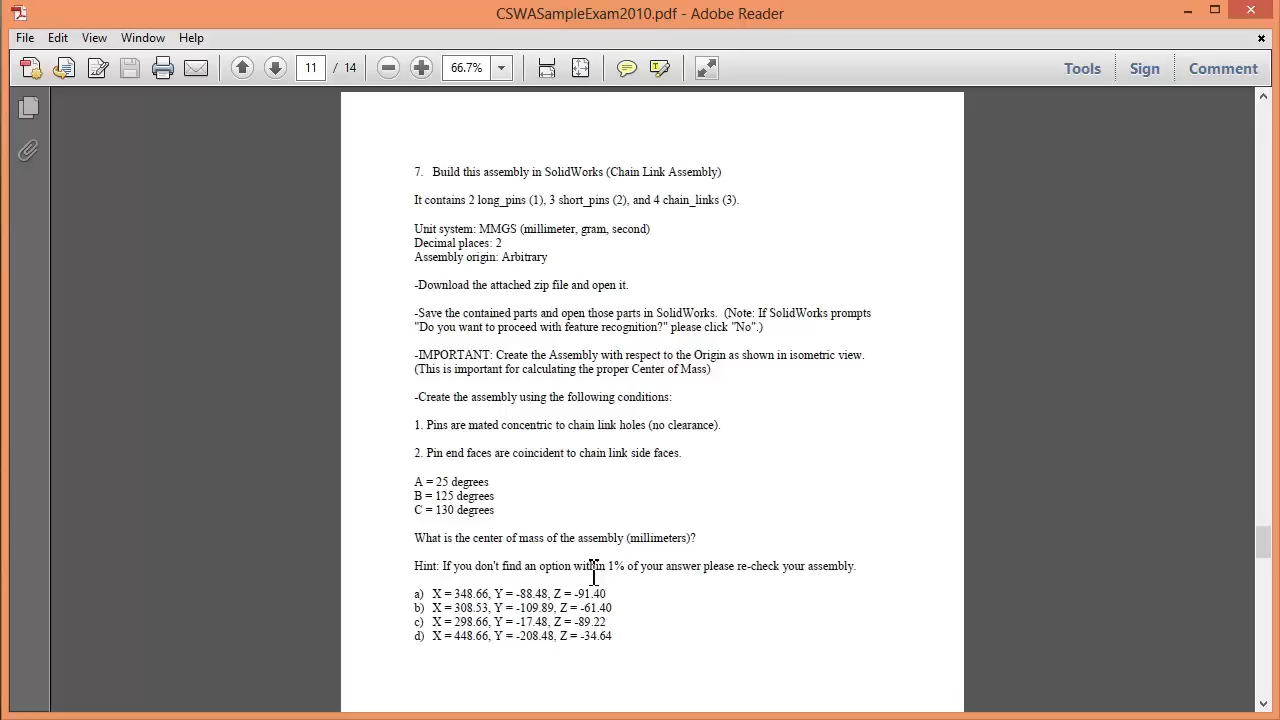 CSWASampleExam2010.pdf - Adobe Reader
File Edit View Window Help
11 / 14 66.7% Tools Sign Comment
7. Build this assembly in SolidWorks (Chain Link Assembly)
It contains 2 long_pins (1), 3 short_pins (2), and 4 chain_links (3).
Unit system: MMGS (millimeter, gram, second)
Decimal places: 2
Assembly origin: Arbitrary
-Download the attached zip file and open it.
-Save the contained parts and open those parts in SolidWorks. (Note: If SolidWorks prompts
"Do you want to proceed with feature recognition?" please click "No".)
-IMPORTANT: Create the Assembly with respect to the Origin as shown in isometric view.
(This is important for calculating the proper Center of Mass)
-Create the assembly using the following conditions:
1. Pins are mated concentric to chain link holes (no clearance).
2. Pin end faces are coincident to chain link side faces.
A = 25 degrees
B = 125 degrees
C = 130 degrees
What is the center of mass of the assembly (millimeters)?
Hint: If you don't find an option within 1% of your answer please re-check your assembly.
a) X = 348.66, Y = -88.48, Z = -91.40
b) X = 308.53, Y = -109.89, Z = -61.40
c) X = 298.66, Y = -17.48, Z = -89.22
d) X = 448.66, Y = -208.48, Z = -34.64